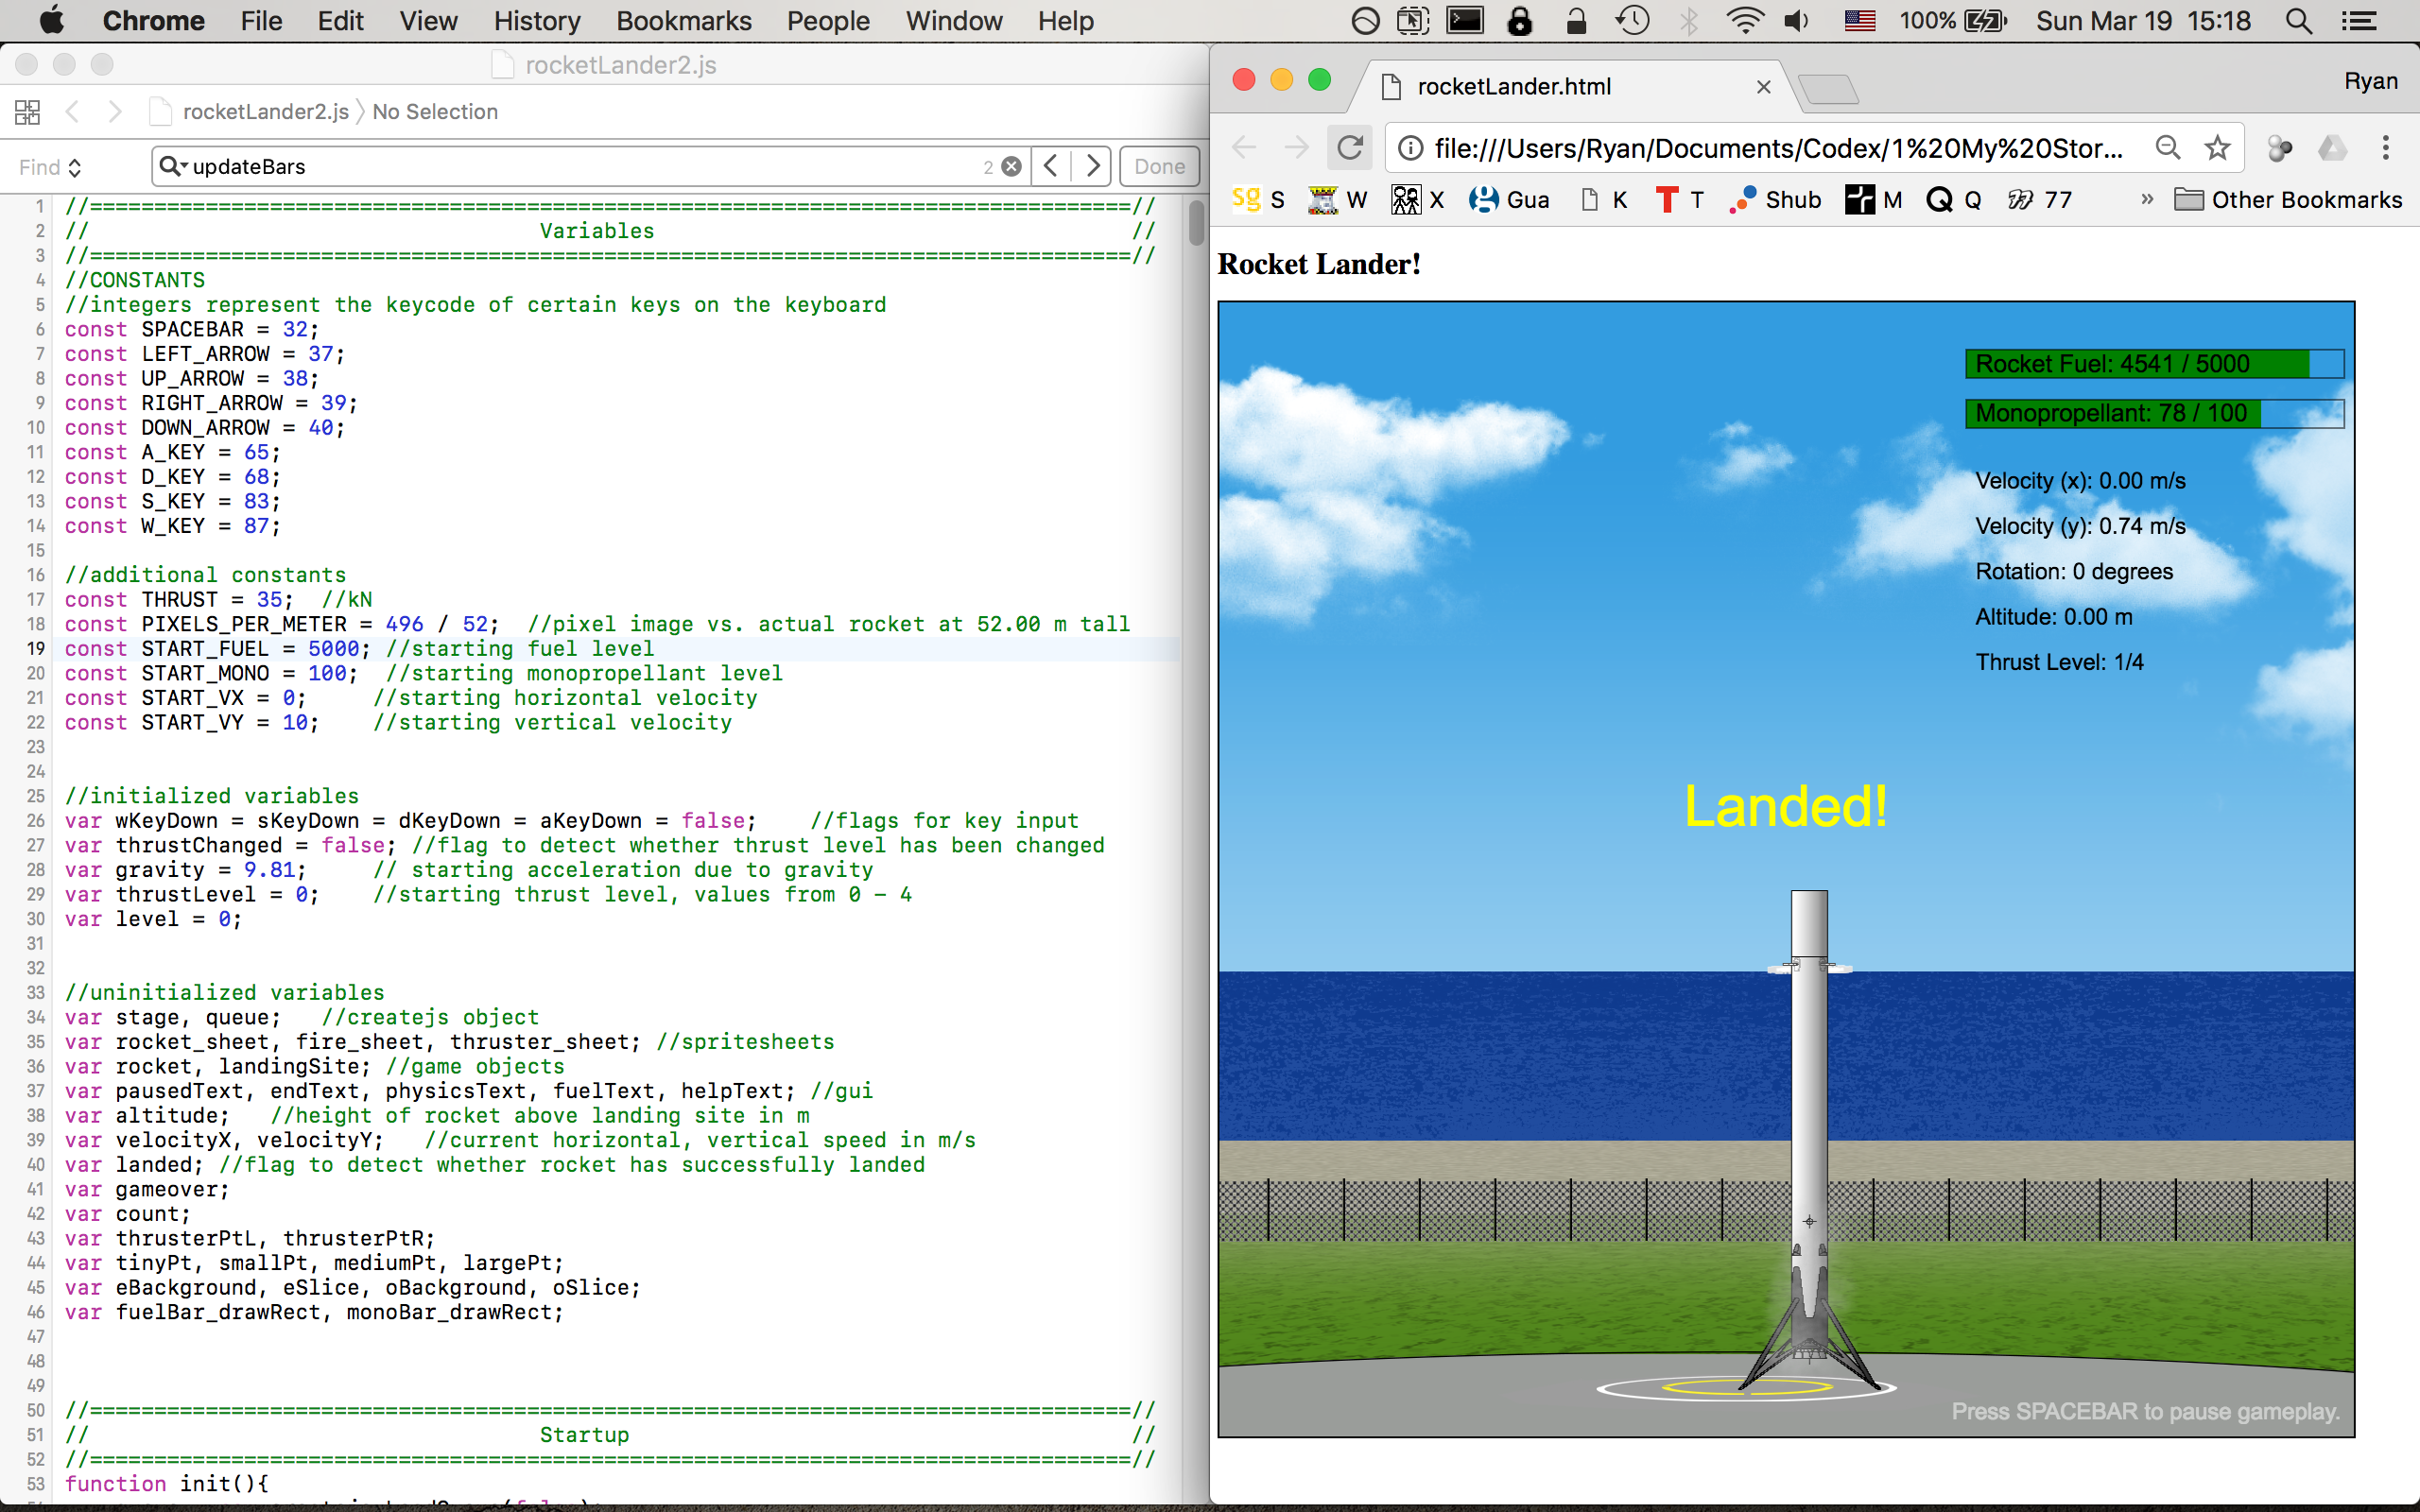 Chrome File Edit View History Bookmarks People Window Help 100% Sun Mar 19 15:18
rocketLander2.js
rocketLander2.js No Selection
Find updateBars 2 Done
1 //=================================================================================//
2 // Variables //
3 //=================================================================================//
4 //CONSTANTS
5 //integers represent the keycode of certain keys on the keyboard
6 const SPACEBAR = 32;
7 const LEFT_ARROW = 37;
8 const UP_ARROW = 38;
9 const RIGHT_ARROW = 39;
10 const DOWN_ARROW = 40;
11 const A_KEY = 65;
12 const D_KEY = 68;
13 const S_KEY = 83;
14 const W_KEY = 87;
15
16 //additional constants
17 const THRUST = 35; //kN
18 const PIXELS_PER_METER = 496 / 52; //pixel image vs. actual rocket at 52.00 m tall
19 const START_FUEL = 5000; //starting fuel level
20 const START_MONO = 100; //starting monopropellant level
21 const START_VX = 0; //starting horizontal velocity
22 const START_VY = 10; //starting vertical velocity
23
24
25 //initialized variables
26 var wKeyDown = sKeyDown = dKeyDown = aKeyDown = false; //flags for key input
27 var thrustChanged = false; //flag to detect whether thrust level has been changed
28 var gravity = 9.81; // starting acceleration due to gravity
29 var thrustLevel = 0; //starting thrust level, values from 0 - 4
30 var level = 0;
31
32
33 //uninitialized variables
34 var stage, queue; //createjs object
35 var rocket_sheet, fire_sheet, thruster_sheet; //spritesheets
36 var rocket, landingSite; //game objects
37 var pausedText, endText, physicsText, fuelText, helpText; //gui
38 var altitude; //height of rocket above landing site in m
39 var velocityX, velocityY; //current horizontal, vertical speed in m/s
40 var landed; //flag to detect whether rocket has successfully landed
41 var gameover;
42 var count;
43 var thrusterPtL, thrusterPtR;
44 var tinyPt, smallPt, mediumPt, largePt;
45 var eBackground, eSlice, oBackground, oSlice;
46 var fuelBar_drawRect, monoBar_drawRect;
47
48
49
50 //=================================================================================//
51 // Startup //
52 //=================================================================================//
53 function init(){
rocketLander.html Ryan
file:///Users/Ryan/Documents/Codex/1%20My%20Stor...
sg S W X Gua K T T Shub M Q 77 » Other Bookmarks
Rocket Lander!
Rocket Fuel: 4541 / 5000
Monopropellant: 78 / 100
Velocity (x): 0.00 m/s
Velocity (y): 0.74 m/s
Rotation: 0 degrees
Altitude: 0.00 m
Thrust Level: 1/4
Landed!
Press SPACEBAR to pause gameplay.